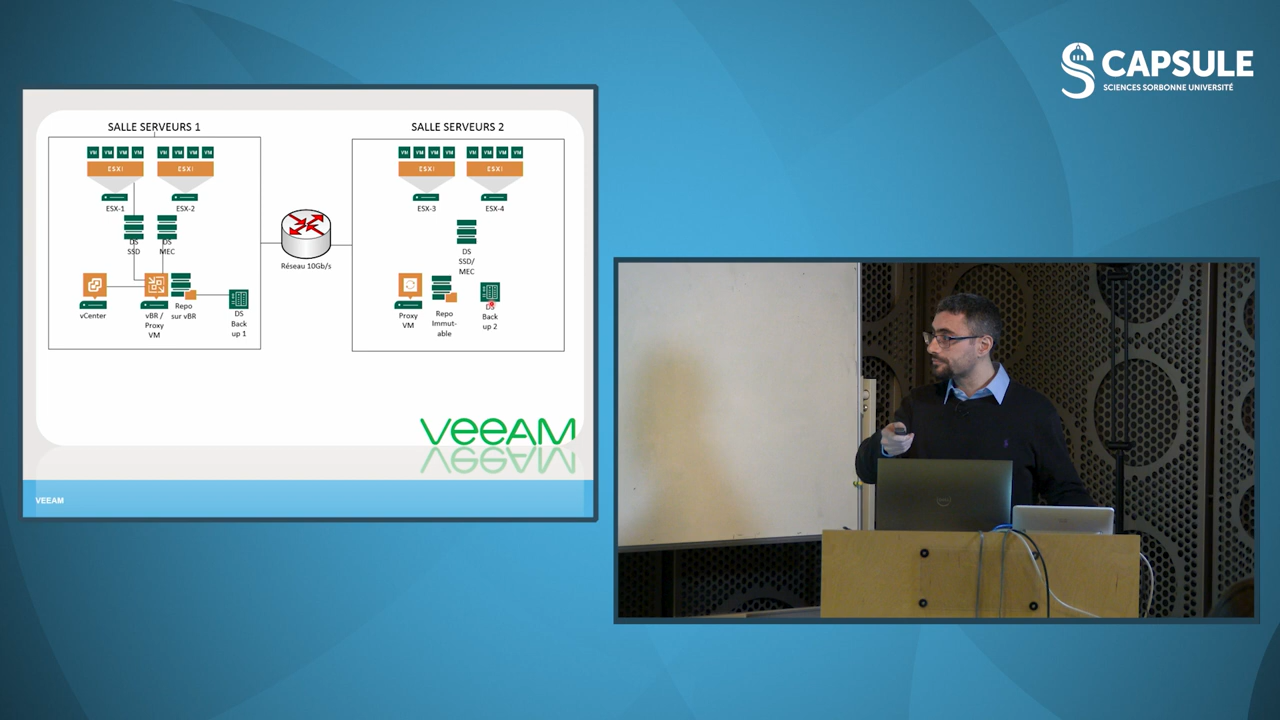 CAPSULE
SCIENCES SORBONNE UNIVERSITÉ
SALLE SERVEURS 1
VM VM VM VM VM VM VM VM
ESXi ESXi
ESX-1 ESX-2
DS
SSD
DS
MEC
vCenter
vBR /
Proxy
VM
Repo
sur vBR
DS
Back
up 1
Réseau 10Gb/s
SALLE SERVEURS 2
VM VM VM VM VM VM VM VM
ESXi ESXi
ESX-3 ESX-4
DS
SSD/
MEC
Proxy
VM
Repo
Immut-
able
DS
Back
up 2
veeam
VEEAM
DELL